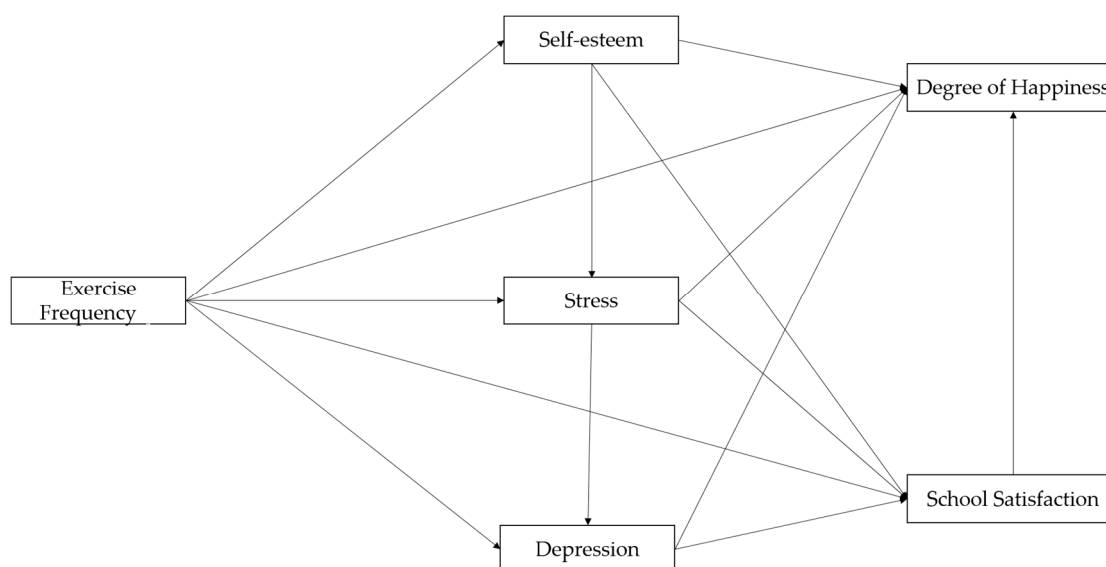 Self-esteem
Degree of Happiness
Exercise
Frequency
Stress
School Satisfaction
Depression